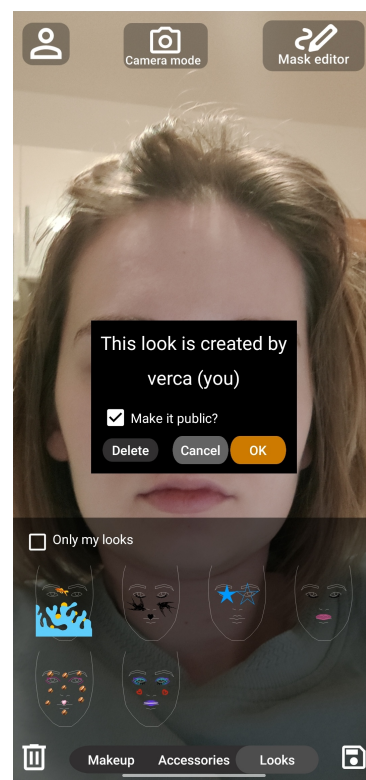 Camera mode
Mask editor
This look is created by
verca (you)
Make it public?
Delete
Cancel
OK
Only my looks
Makeup
Accessories
Looks